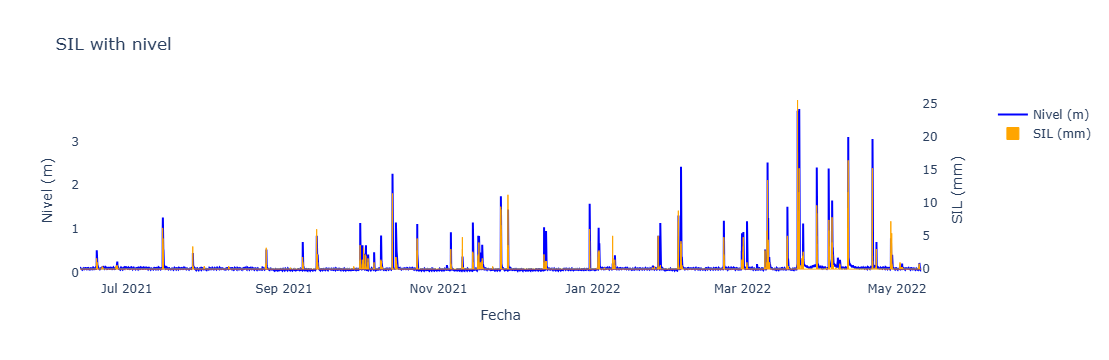 SIL with nivel
Nivel (m)
3
2
1
0
25
20
15
10
5
0
SIL (mm)
Nivel (m)
SIL (mm)
Jul 2021
Sep 2021
Nov 2021
Jan 2022
Mar 2022
May 2022
Fecha